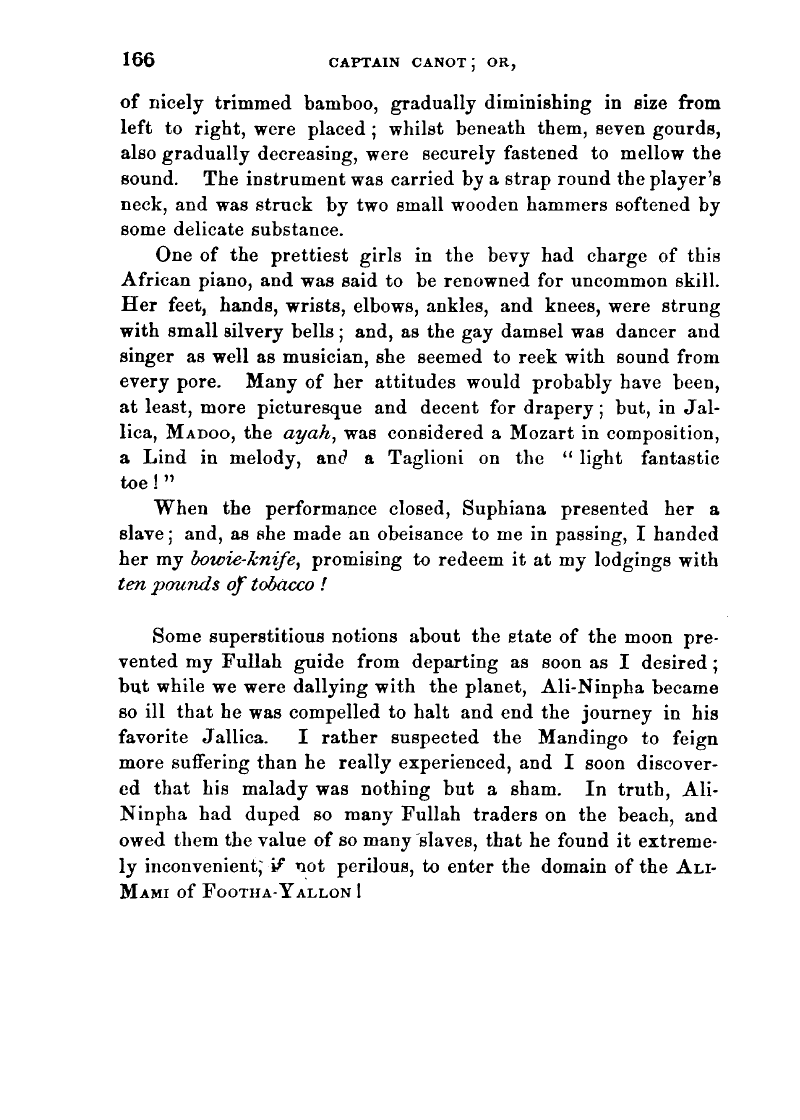 166 CAPTAIN CANOT; OR,
of nicely trimmed bamboo, gradually diminishing in size from
left to right, were placed; whilst beneath them, seven gourds,
also gradually decreasing, were securely fastened to mellow the
sound. The instrument was carried by a strap round the player's
neck, and was struck by two small wooden hammers softened by
some delicate substance.
One of the prettiest girls in the bevy had charge of this
African piano, and was said to be renowned for uncommon skill.
Her feet, hands, wrists, elbows, ankles, and knees, were strung
with small silvery bells; and, as the gay damsel was dancer and
singer as well as musician, she seemed to reek with sound from
every pore. Many of her attitudes would probably have been,
at least, more picturesque and decent for drapery; but, in Jal-
lica, MADOO, the ayah, was considered a Mozart in composition,
a Lind in melody, and a Taglioni on the "light fantastic
toe!"
When the performance closed, Suphiana presented her a
slave; and, as she made an obeisance to me in passing, I handed
her my bowie-knife, promising to redeem it at my lodgings with
ten pounds of tobacco!
Some superstitious notions about the state of the moon pre-
vented my Fullah guide from departing as soon as I desired;
but while we were dallying with the planet, Ali-Ninpha became
so ill that he was compelled to halt and end the journey in his
favorite Jallica. I rather suspected the Mandingo to feign
more suffering than he really experienced, and I soon discover-
ed that his malady was nothing but a sham. In truth, Ali-
Ninpha had duped so many Fullah traders on the beach, and
owed them the value of so many slaves, that he found it extreme-
ly inconvenient, if not perilous, to enter the domain of the ALI-
MAMI of FOOTHA-YALLON!